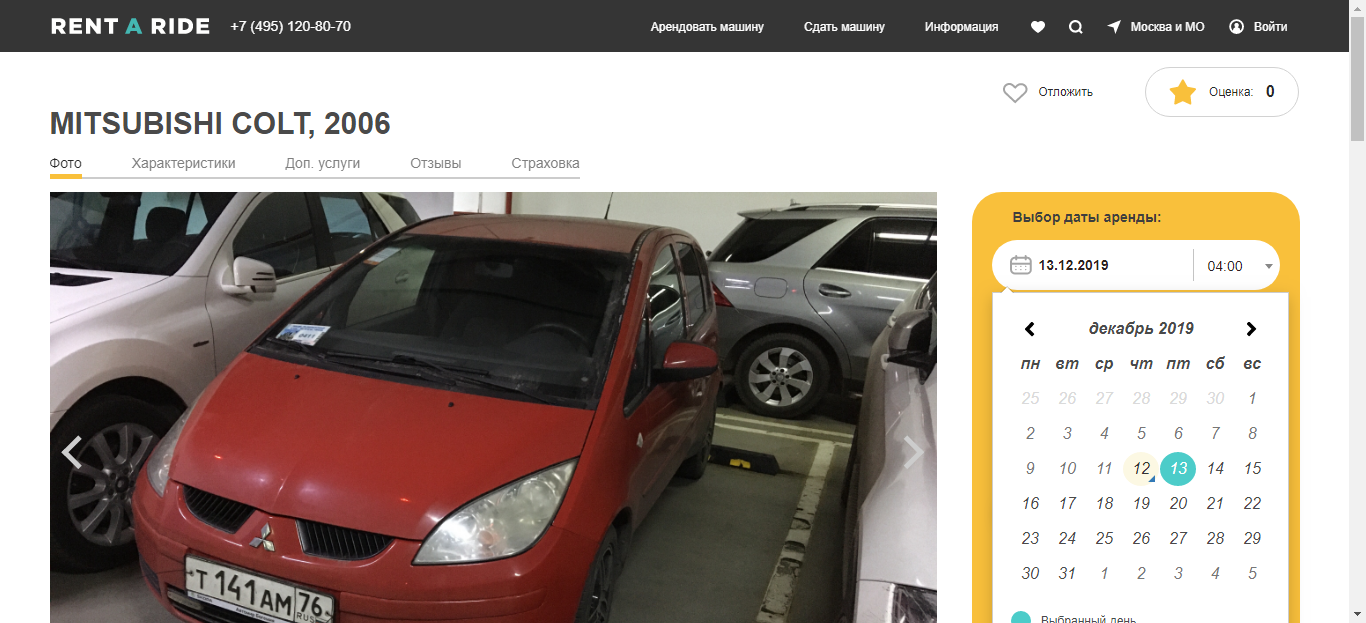 RENT A RIDE +7 (495) 120-80-70 Арендовать машину Сдать машину Информация Москва и МО Войти
Отложить Оценка: 0
MITSUBISHI COLT, 2006
Фото Характеристики Доп. услуги Отзывы Страховка
Выбор даты аренды:
13.12.2019 04:00
декабрь 2019
пн вт ср чт пт сб вс
25 26 27 28 29 30 1
2 3 4 5 6 7 8
9 10 11 12 13 14 15
16 17 18 19 20 21 22
23 24 25 26 27 28 29
30 31 1 2 3 4 5
Выбранный день
Т 141 АМ 76
RUS